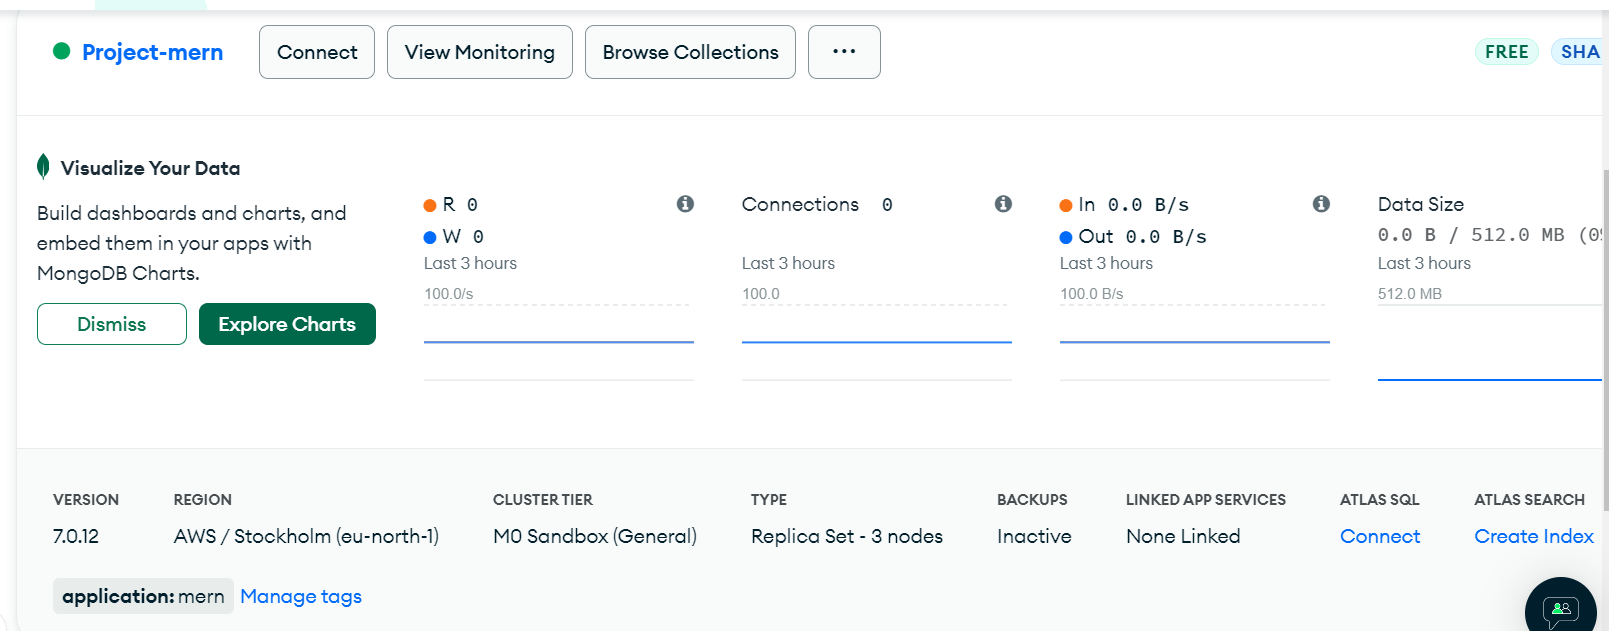 Project-mern
Connect
View Monitoring
Browse Collections
...
FREE
SHA
Visualize Your Data
Build dashboards and charts, and
embed them in your apps with
MongoDB Charts.
Dismiss
Explore Charts
R 0
W 0
Last 3 hours
100.0/s
Connections 0
Last 3 hours
100.0
In 0.0 B/s
Out 0.0 B/s
Last 3 hours
100.0 B/s
Data Size
0.0 B / 512.0 MB (0%
Last 3 hours
512.0 MB
VERSION
7.0.12
REGION
AWS / Stockholm (eu-north-1)
CLUSTER TIER
M0 Sandbox (General)
TYPE
Replica Set - 3 nodes
BACKUPS
Inactive
LINKED APP SERVICES
None Linked
ATLAS SQL
Connect
ATLAS SEARCH
Create Index
application: mern
Manage tags